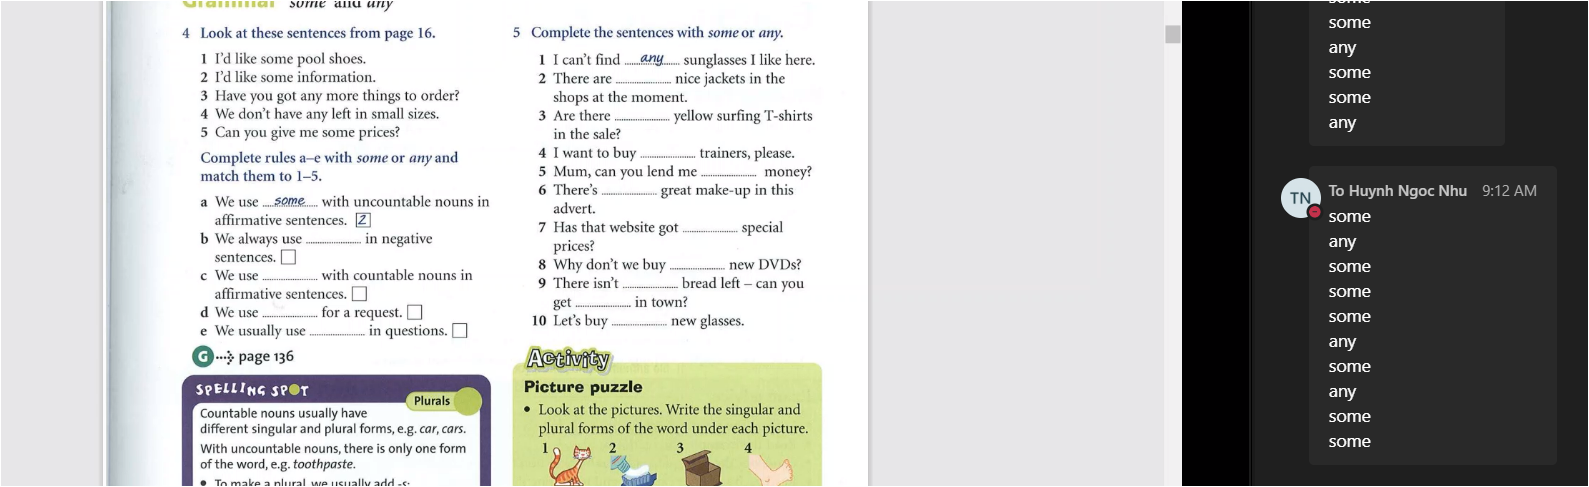 Grammar some and any
4 Look at these sentences from page 16.
1 I'd like some pool shoes.
2 I'd like some information.
3 Have you got any more things to order?
4 We don't have any left in small sizes.
5 Can you give me some prices?
Complete rules a–e with some or any and
match them to 1–5.
a We use ....some.... with uncountable nouns in
affirmative sentences. 2
b We always use .................... in negative
sentences.
c We use .................... with countable nouns in
affirmative sentences.
d We use .................... for a request.
e We usually use .................... in questions.
G page 136
SPELLING SPOT
Plurals
Countable nouns usually have
different singular and plural forms, e.g. car, cars.
With uncountable nouns, there is only one form
of the word, e.g. toothpaste.
• To make a plural, we usually add -s:
5 Complete the sentences with some or any.
1 I can't find .....any..... sunglasses I like here.
2 There are .................... nice jackets in the
shops at the moment.
3 Are there .................... yellow surfing T-shirts
in the sale?
4 I want to buy .................... trainers, please.
5 Mum, can you lend me .................... money?
6 There's .................... great make-up in this
advert.
7 Has that website got .................... special
prices?
8 Why don't we buy .................... new DVDs?
9 There isn't .................... bread left – can you
get .................... in town?
10 Let's buy .................... new glasses.
Activity
Picture puzzle
• Look at the pictures. Write the singular and
plural forms of the word under each picture.
1 2 3 4
some
some
any
some
some
any
TN To Huynh Ngoc Nhu 9:12 AM
some
any
some
some
some
any
some
any
some
some